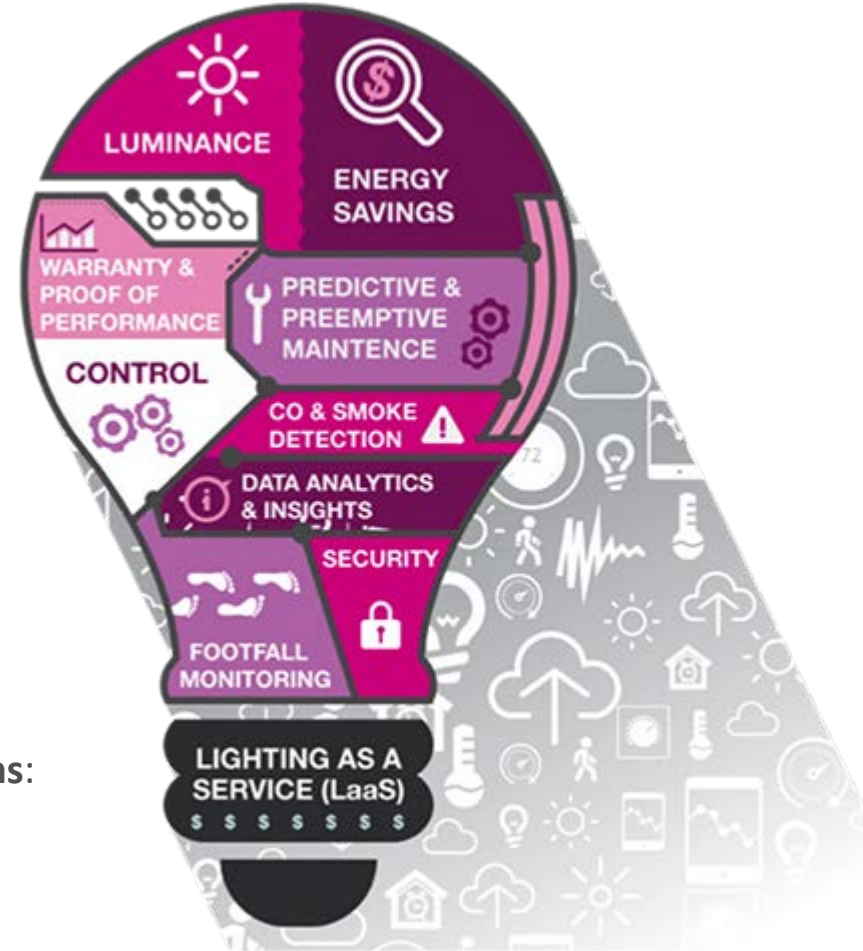 LUMINANCE
$
ENERGY
SAVINGS
WARRANTY &
PROOF OF
PERFORMANCE
PREDICTIVE &
PREEMPTIVE
MAINTENCE
CONTROL
CO & SMOKE
DETECTION
!
72
i
DATA ANALYTICS
& INSIGHTS
SECURITY
FOOTFALL
MONITORING
ns:
LIGHTING AS A
SERVICE (LaaS)
$ $ $ $ $ $ $